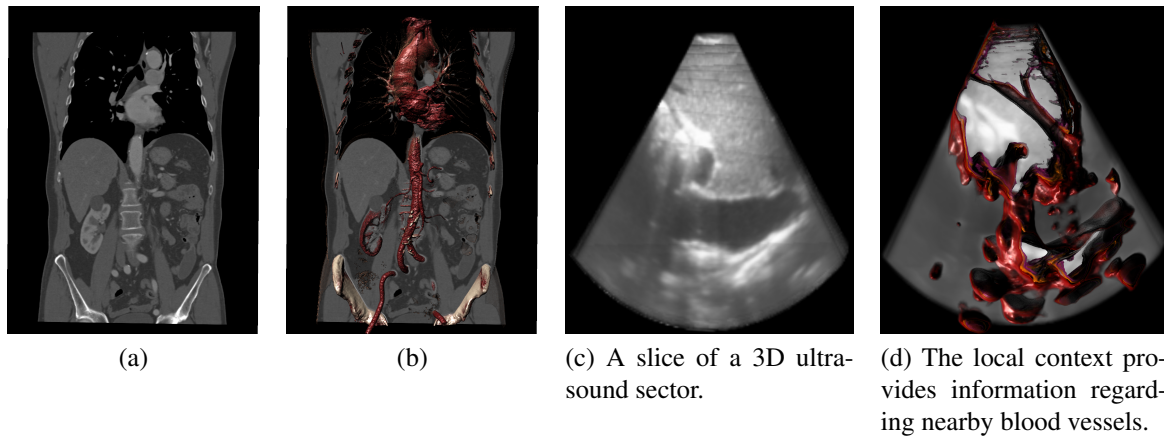 (a)
(b)
(c) A slice of a 3D ultra-
sound sector.
(d) The local context pro-
vides information regard-
ing nearby blood vessels.